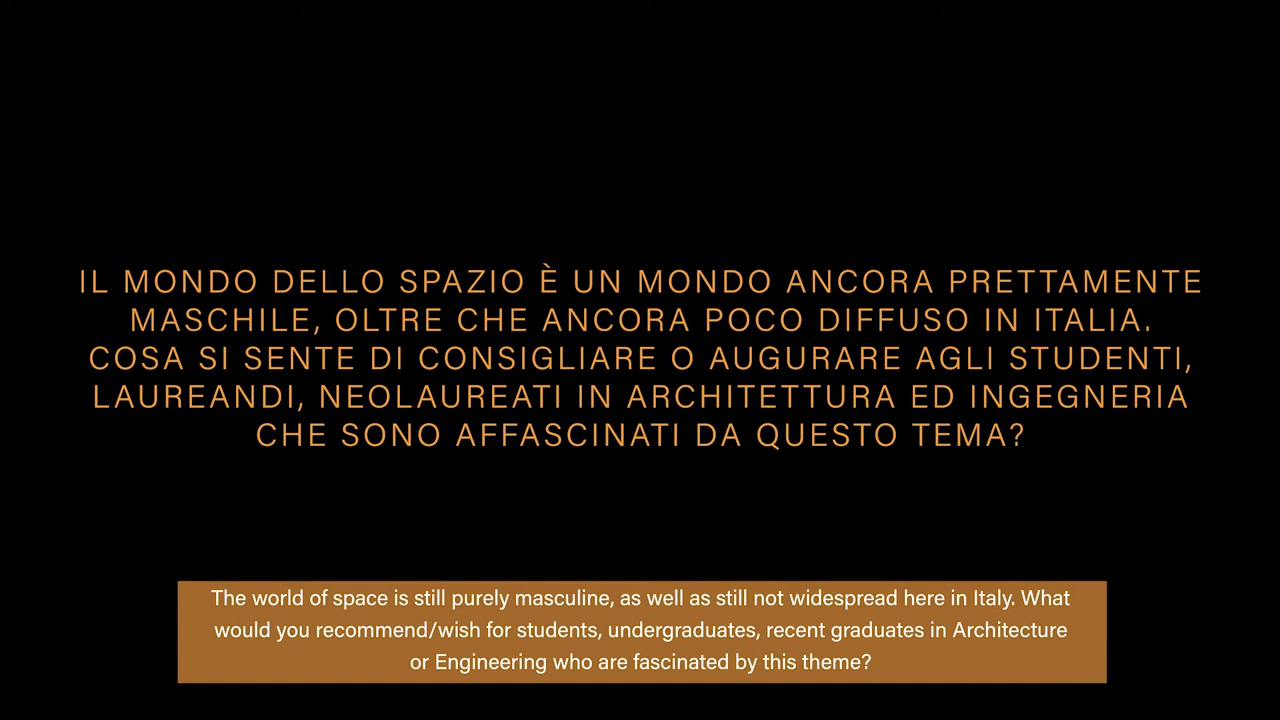 IL MONDO DELLO SPAZIO È UN MONDO ANCORA PRETTAMENTE
MASCHILE, OLTRE CHE ANCORA POCO DIFFUSO IN ITALIA.
COSA SI SENTE DI CONSIGLIARE O AUGURARE AGLI STUDENTI,
LAUREANDI, NEOLAUREATI IN ARCHITETTURA ED INGEGNERIA
CHE SONO AFFASCINATI DA QUESTO TEMA?
The world of space is still purely masculine, as well as still not widespread here in Italy. What
would you recommend/wish for students, undergraduates, recent graduates in Architecture
or Engineering who are fascinated by this theme?